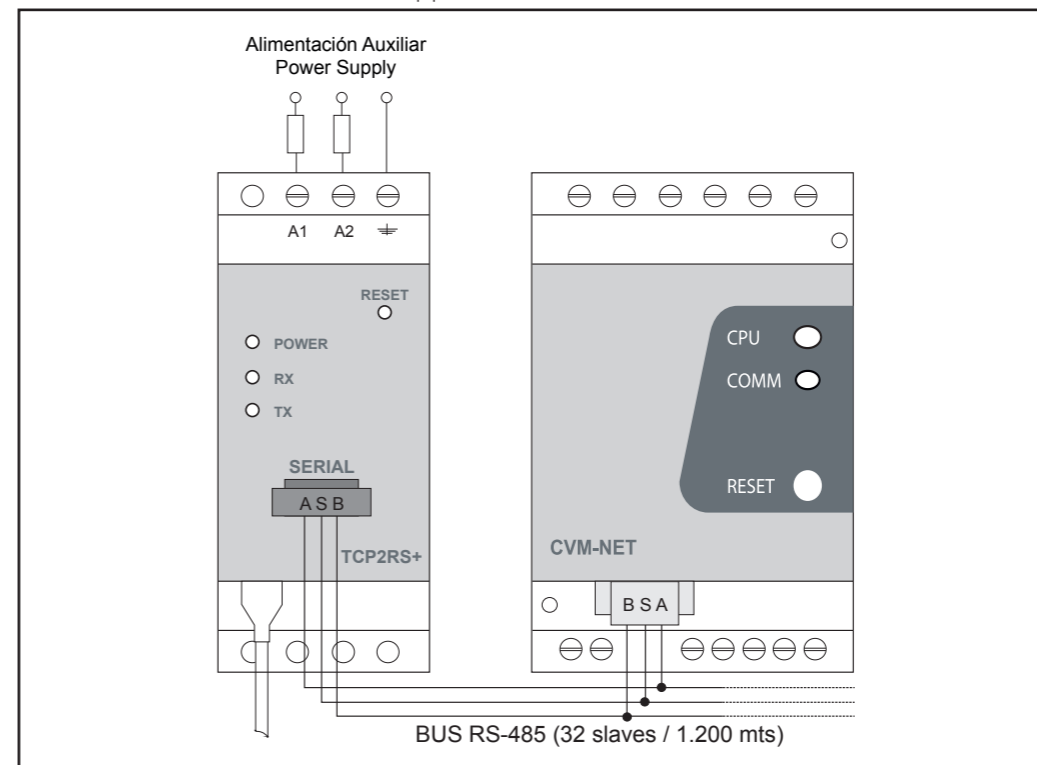 Alimentación Auxiliar
Power Supply
A1 A2
RESET
POWER
RX
TX
SERIAL
A S B
TCP2RS+
CPU
COMM
RESET
CVM-NET
B S A
BUS RS-485 (32 slaves / 1.200 mts)